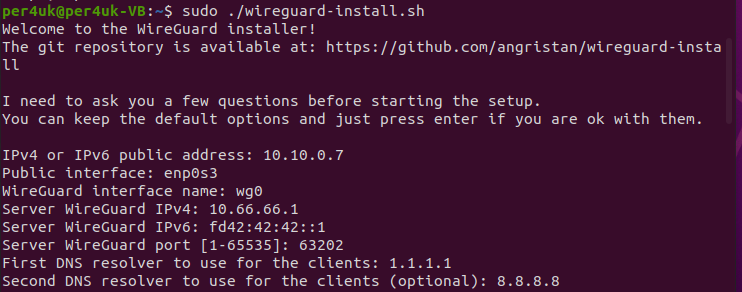 per4uk@per4uk-VB:~$ sudo ./wireguard-install.sh
Welcome to the WireGuard installer!
The git repository is available at: https://github.com/angristan/wireguard-insta
ll
I need to ask you a few questions before starting the setup.
You can keep the default options and just press enter if you are ok with them.
IPv4 or IPv6 public address: 10.10.0.7
Public interface: enp0s3
WireGuard interface name: wg0
Server WireGuard IPv4: 10.66.66.1
Server WireGuard IPv6: fd42:42:42::1
Server WireGuard port [1-65535]: 63202
First DNS resolver to use for the clients: 1.1.1.1
Second DNS resolver to use for the clients (optional): 8.8.8.8